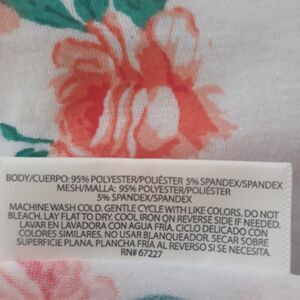 BODY/CUERPO: 95% POLYESTER/POLIÉSTER 5% SPANDEX/SPANDEX
MESH/MALLA: 95% POLYESTER/POLIÉSTER
5% SPANDEX/SPANDEX
MACHINE WASH COLD. GENTLE CYCLE WITH LIKE COLORS. DO NOT
BLEACH. LAY FLAT TO DRY. COOL IRON ON REVERSE SIDE IF NEEDED.
LAVAR EN LAVADORA CON AGUA FRÍA. CICLO DELICADO CON
COLORES SIMILARES. NO USAR BLANQUEADOR. SECAR SOBRE
SUPERFICIE PLANA. PLANCHA FRÍA AL REVERSO SI SE NECESITA.
RN# 67227